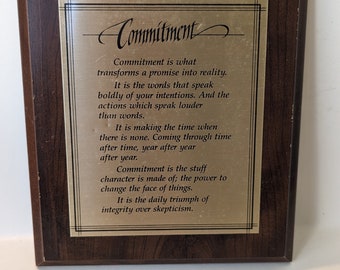 Commitment
Commitment is what
transforms a promise into reality.
It is the words that speak
boldly of your intentions. And the
actions which speak louder
than words.
It is making the time when
there is none. Coming through time
after time, year after year
after year.
Commitment is the stuff
character is made of; the power to
change the face of things.
It is the daily triumph of
integrity over skepticism.